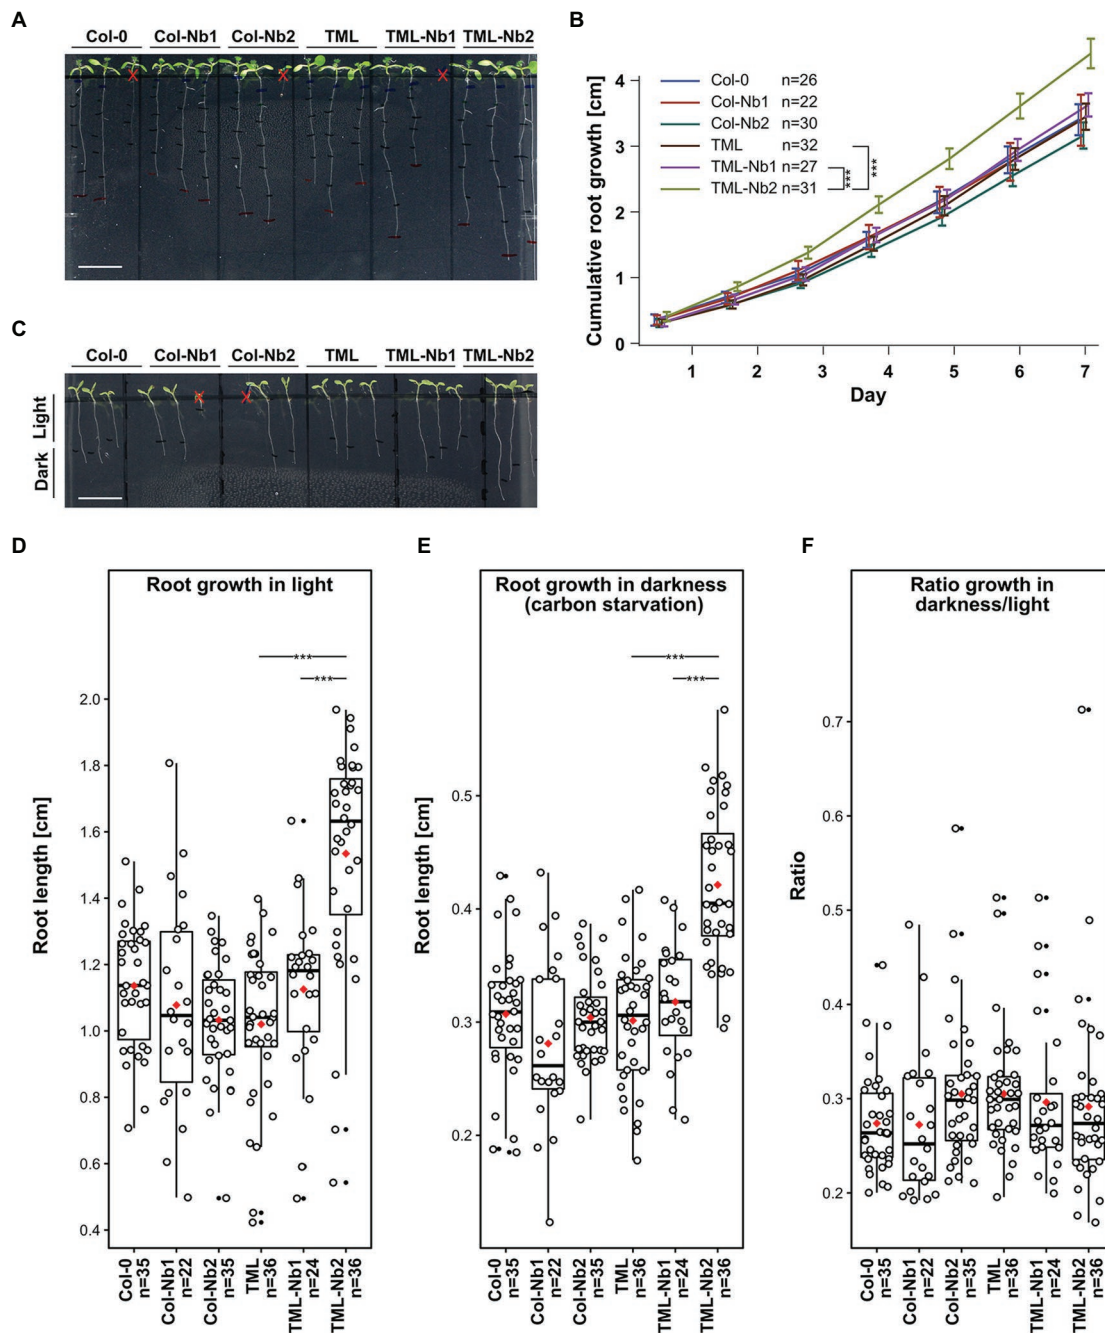 A
Col-0 Col-Nb1 Col-Nb2 TML TML-Nb1 TML-Nb2
B
Cumulative root growth [cm]
4
3
2
1
0
Col-0 n=26
Col-Nb1 n=22
Col-Nb2 n=30
TML n=32
TML-Nb1 n=27
TML-Nb2 n=31
*** ***
1 2 3 4 5 6 7
Day
C
Col-0 Col-Nb1 Col-Nb2 TML TML-Nb1 TML-Nb2
Light
Dark
D
Root growth in light
*** 
***
Root length [cm]
2.0
1.8
1.6
1.4
1.2
1.0
0.8
0.6
0.4
Col-0 n=35
Col-Nb1 n=22
Col-Nb2 n=35
TML n=36
TML-Nb1 n=24
TML-Nb2 n=36
E
Root growth in darkness
(carbon starvation)
***
***
Root length [cm]
0.5
0.4
0.3
0.2
Col-0 n=35
Col-Nb1 n=22
Col-Nb2 n=35
TML n=36
TML-Nb1 n=24
TML-Nb2 n=36
F
Ratio growth in
darkness/light
Ratio
0.7
0.6
0.5
0.4
0.3
0.2
Col-0 n=35
Col-Nb1 n=22
Col-Nb2 n=35
TML n=36
TML-Nb1 n=24
TML-Nb2 n=36